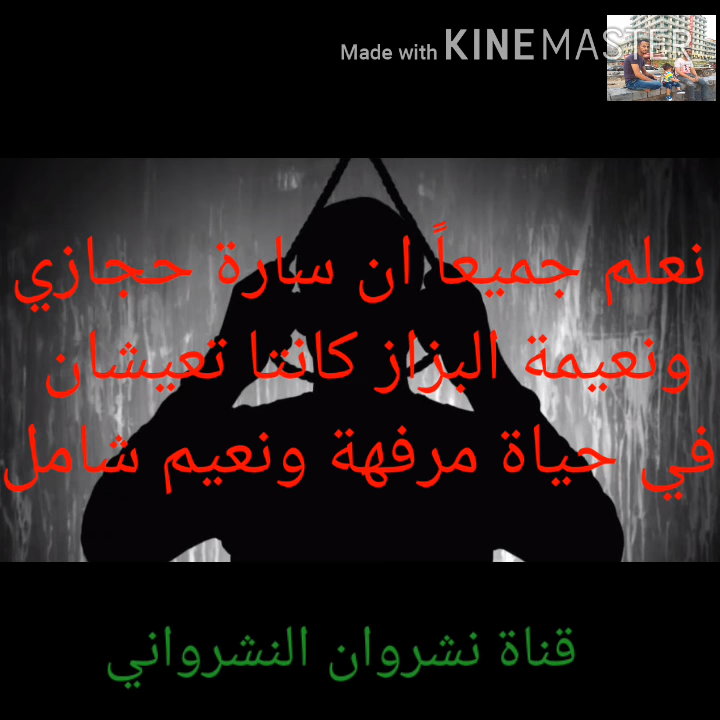 Made with KINEMASTER
نعلم جميعاً ان سارة حجازي
ونعيمة البزاز كانتا تعيشان
في حياة مرفهة ونعيم شامل
قناة نشروان النشرواني